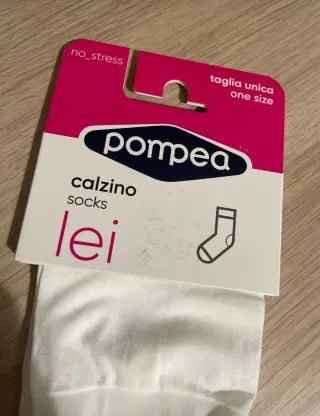 no_stress
taglia unica
one size
pompea
calzino
socks
lei